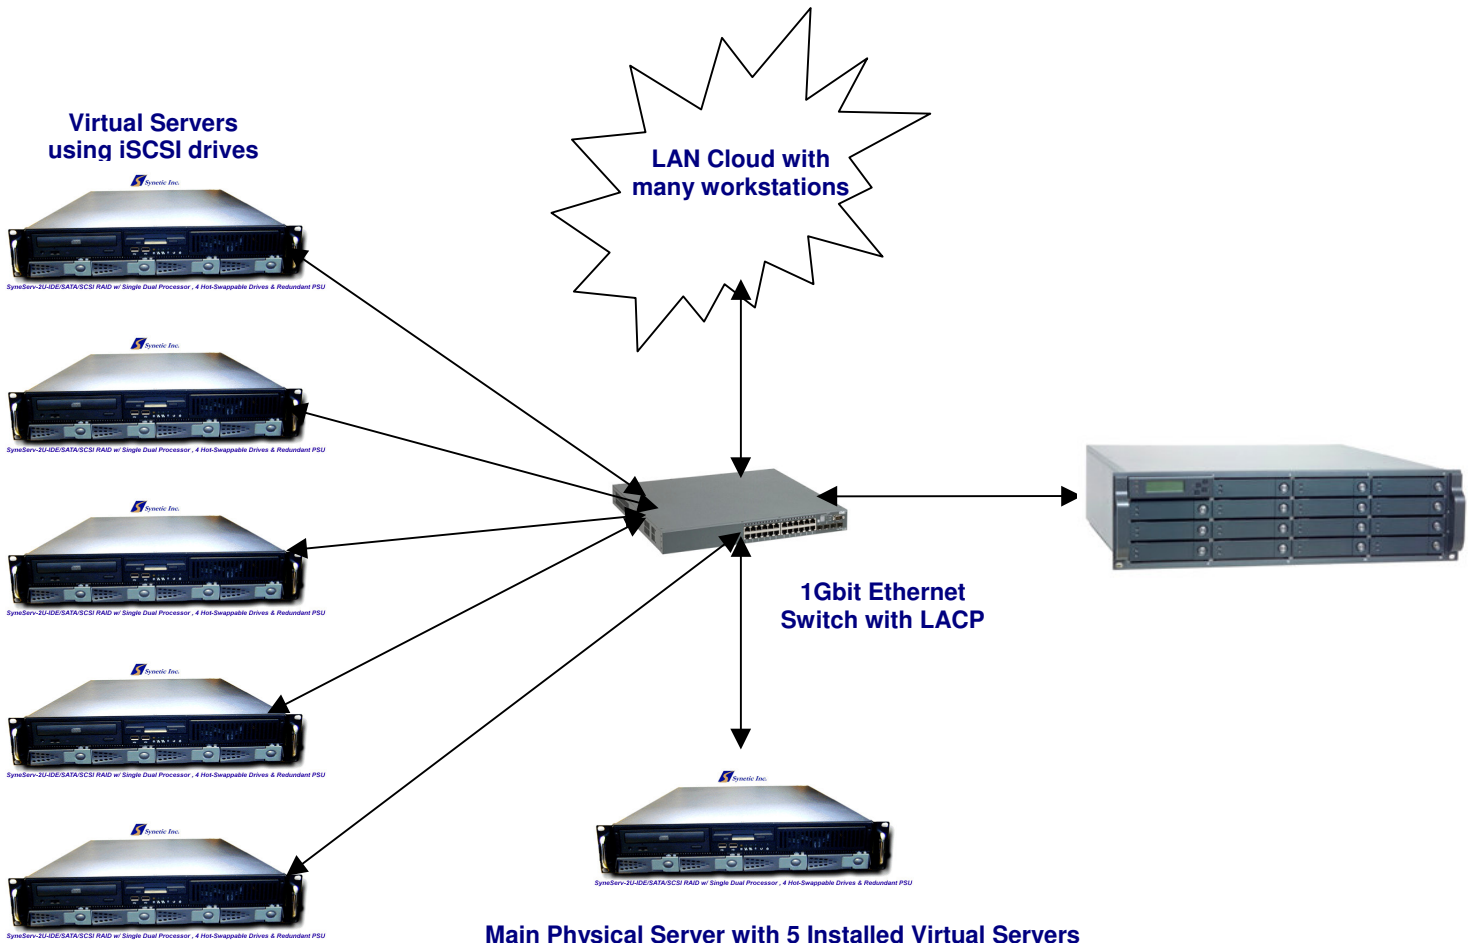 Virtual Servers
using iSCSI drives
LAN Cloud with
many workstations
Synetic Inc.
SyneServ-2U-IDE/SATA/SCSI RAID w/ Single Dual Processor , 4 Hot-Swappable Drives & Redundant PSU
Synetic Inc.
SyneServ-2U-IDE/SATA/SCSI RAID w/ Single Dual Processor , 4 Hot-Swappable Drives & Redundant PSU
Synetic Inc.
SyneServ-2U-IDE/SATA/SCSI RAID w/ Single Dual Processor , 4 Hot-Swappable Drives & Redundant PSU
1Gbit Ethernet
Switch with LACP
Synetic Inc.
SyneServ-2U-IDE/SATA/SCSI RAID w/ Single Dual Processor , 4 Hot-Swappable Drives & Redundant PSU
Synetic Inc.
SyneServ-2U-IDE/SATA/SCSI RAID w/ Single Dual Processor , 4 Hot-Swappable Drives & Redundant PSU
Synetic Inc.
SyneServ-2U-IDE/SATA/SCSI RAID w/ Single Dual Processor , 4 Hot-Swappable Drives & Redundant PSU
Main Physical Server with 5 Installed Virtual Servers